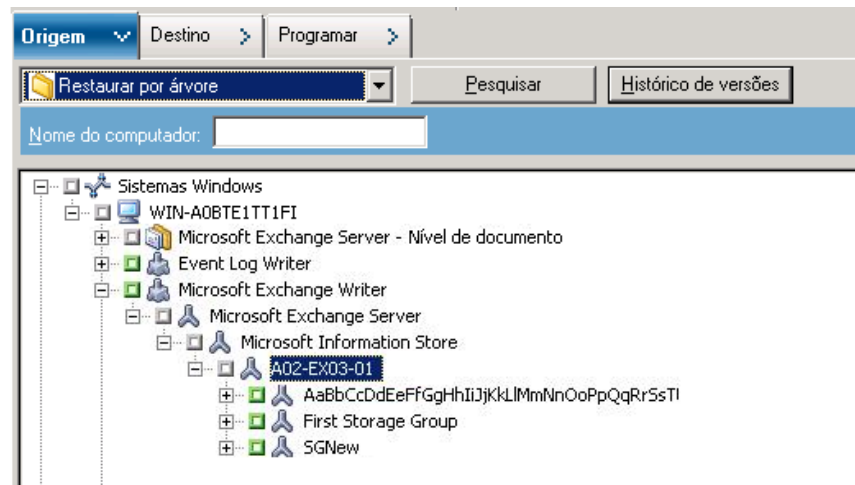 Origem Destino Programar
Restaurar por árvore Pesquisar Histórico de versões
Nome do computador:
Sistemas Windows
WIN-A0BTE1TT1FI
Microsoft Exchange Server - Nível de documento
Event Log Writer
Microsoft Exchange Writer
Microsoft Exchange Server
Microsoft Information Store
A02-EX03-01
AaBbCcDdEeFfGgHhIiJjKkLlMmNnOoPpQqRrSsTt
First Storage Group
SGNew